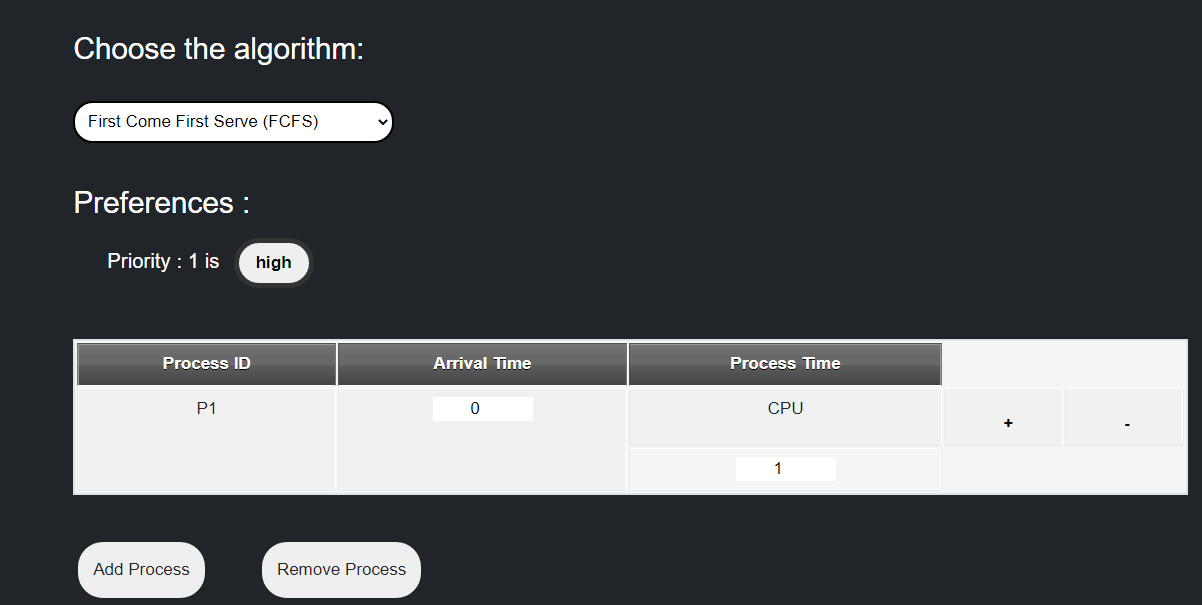 Choose the algorithm:
First Come First Serve (FCFS)
Preferences :
Priority : 1 is high
Process ID Arrival Time Process Time
P1 0 CPU + -
1
Add Process Remove Process